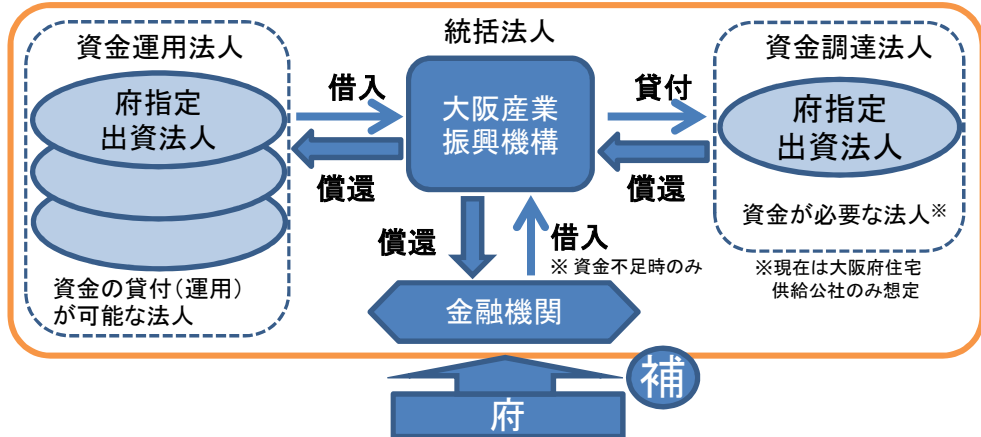 資金運用法人
府指定
出資法人
資金の貸付(運用)
が可能な法人
借入
償還
統括法人
大阪産業
振興機構
貸付
償還
資金調達法人
府指定
出資法人
資金が必要な法人※
※現在は大阪府住宅
供給公社のみ想定
償還
借入
※ 資金不足時のみ
金融機関
府
補